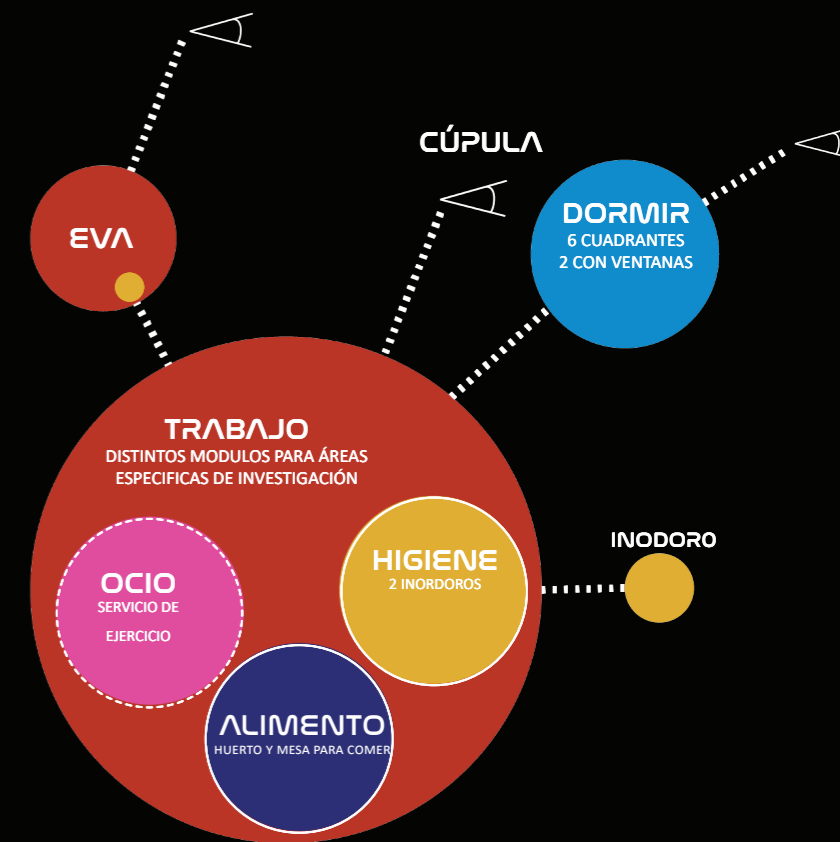 CÚPULA
EVA
DORMIR
6 CUADRANTES
2 CON VENTANAS
TRABAJO
DISTINTOS MODULOS PARA ÁREAS
ESPECIFICAS DE INVESTIGACIÓN
OCIO
SERVICIO DE
EJERCICIO
HIGIENE
2 INORDOROS
INODORO
ALIMENTO
HUERTO Y MESA PARA COMER